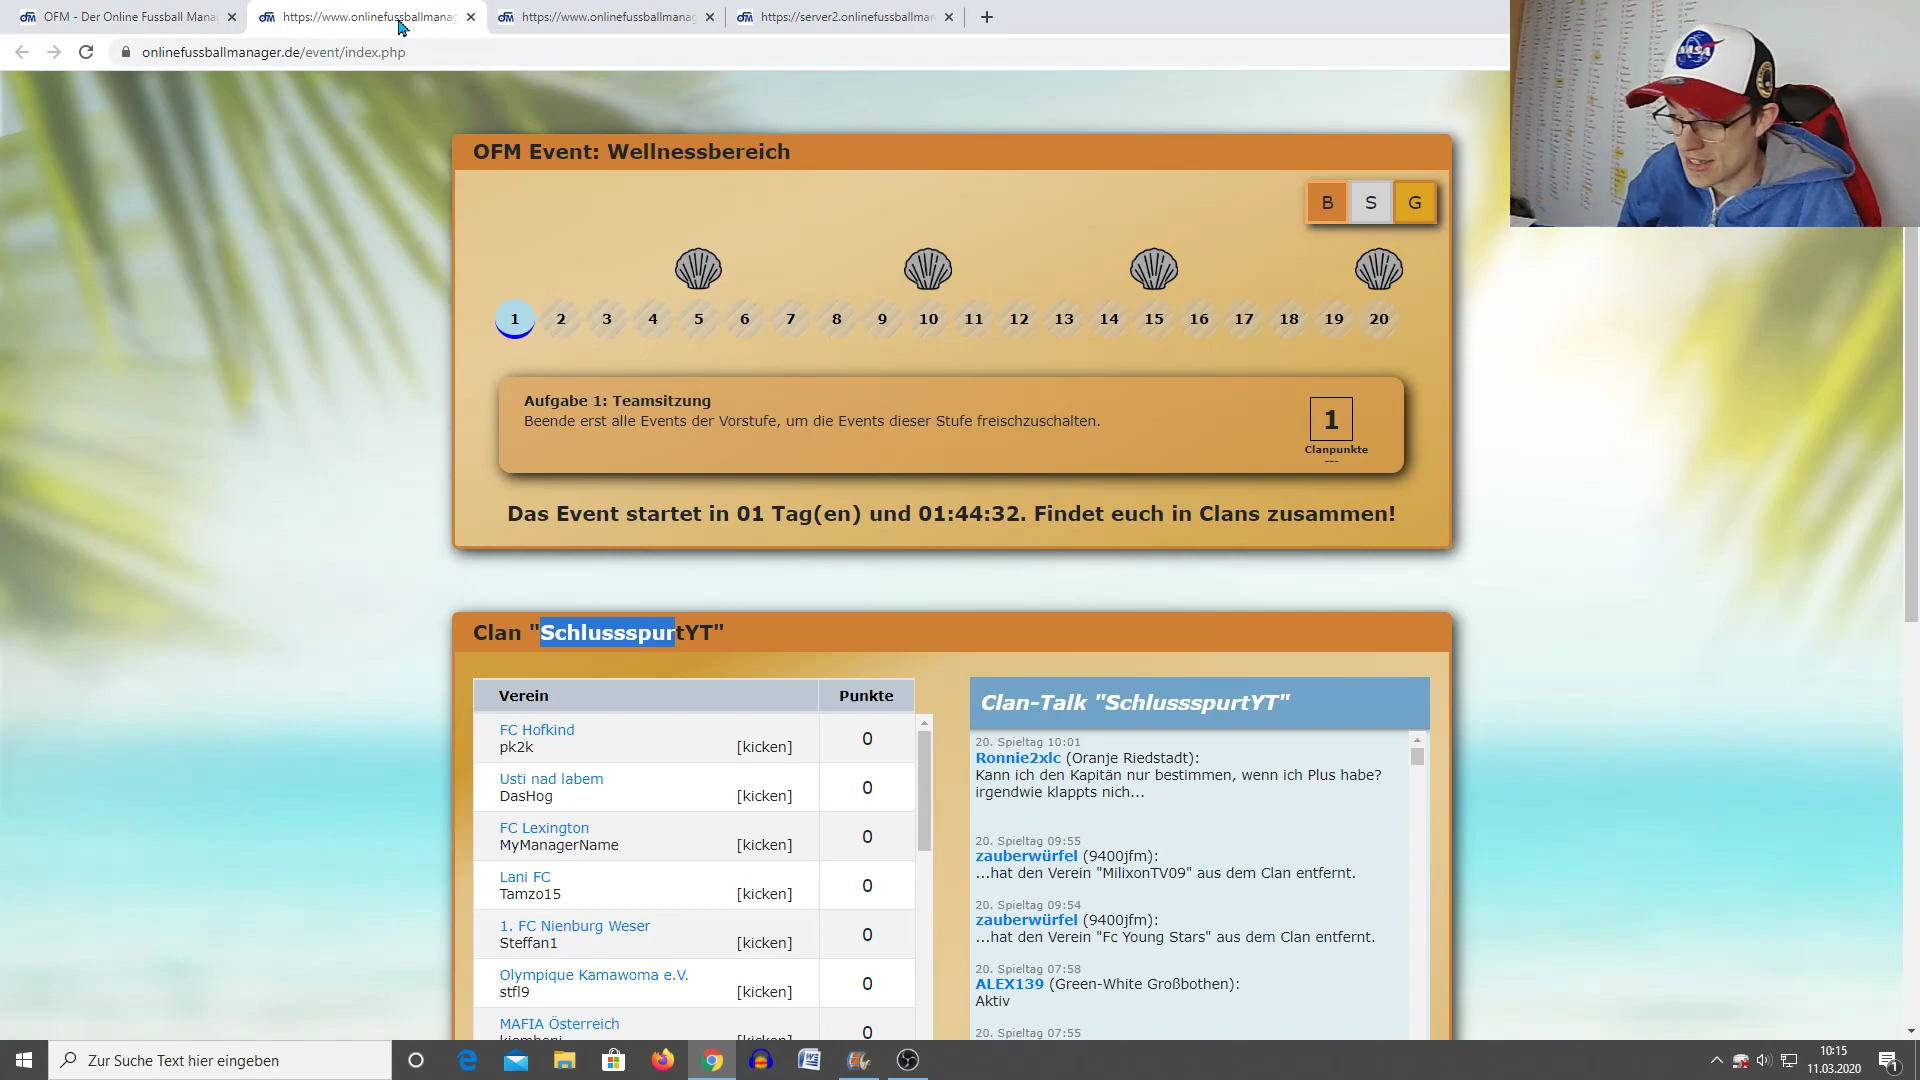 OFM - Der Online Fussball Mana
https://www.onlinefussballmanag
https://www.onlinefussballmanag
https://server2.onlinefussballman
onlinefussballmanager.de/event/index.php
NASA
OFM Event: Wellnessbereich
B S G
1 2 3 4 5 6 7 8 9 10 11 12 13 14 15 16 17 18 19 20
Aufgabe 1: Teamsitzung
Beende erst alle Events der Vorstufe, um die Events dieser Stufe freischzuschalten.
1
Clanpunkte
---
Das Event startet in 01 Tag(en) und 01:44:32. Findet euch in Clans zusammen!
Clan "SchlussspurtYT"
Verein Punkte
FC Hofkind
pk2k [kicken] 0
Usti nad labem
DasHog [kicken] 0
FC Lexington
MyManagerName [kicken] 0
Lani FC
Tamzo15 [kicken] 0
1. FC Nienburg Weser
Steffan1 [kicken] 0
Olympique Kamawoma e.V.
stfl9 [kicken] 0
MAFIA Österreich
[kicken] 0
Clan-Talk "SchlussspurtYT"
20. Spieltag 10:01
Ronnie2xlc (Oranje Riedstadt):
Kann ich den Kapitän nur bestimmen, wenn ich Plus habe?
irgendwie klappts nich...
20. Spieltag 09:55
zauberwürfel (9400jfm):
...hat den Verein "MilixonTV09" aus dem Clan entfernt.
20. Spieltag 09:54
zauberwürfel (9400jfm):
...hat den Verein "Fc Young Stars" aus dem Clan entfernt.
20. Spieltag 07:58
ALEX139 (Green-White Großbothen):
Aktiv
20. Spieltag 07:55
Zur Suche Text hier eingeben
10:15
11.03.2020
1